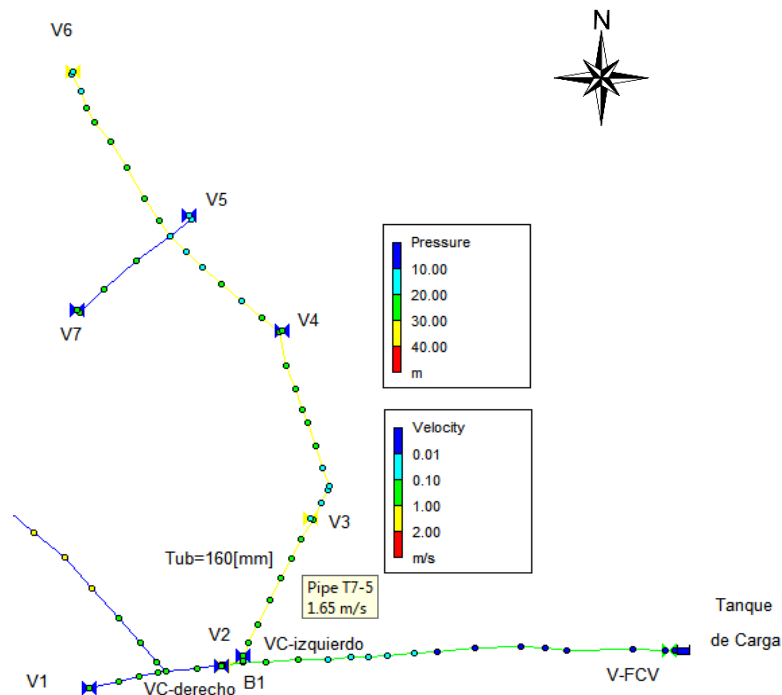 V6
N
V5
Pressure
10.00
20.00
30.00
40.00
m
V7
V4
Velocity
0.01
0.10
1.00
2.00
m/s
V3
Tub=160[mm]
Pipe T7-5
1.65 m/s
Tanque
de Carga
V2
VC-izquierdo
V1
VC-derecho
B1
V-FCV